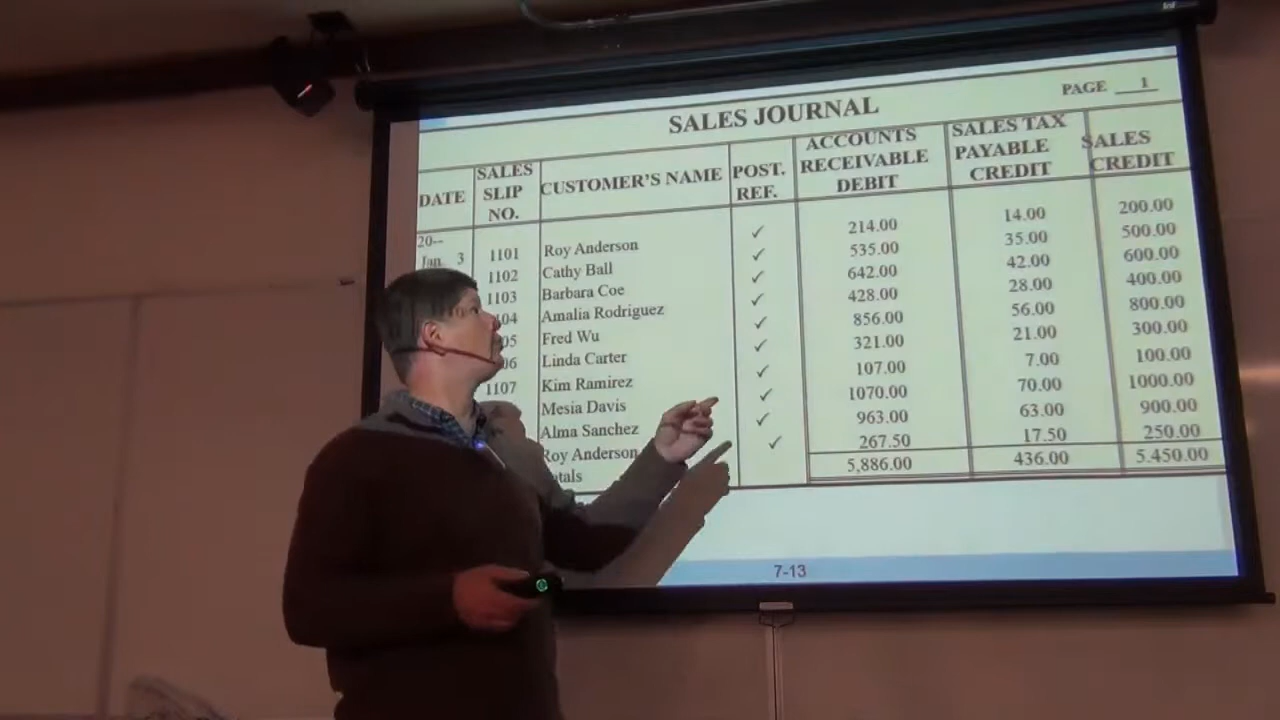 SALES JOURNAL
PAGE 1
DATE SALES SLIP NO. CUSTOMER'S NAME POST. REF. ACCOUNTS RECEIVABLE DEBIT SALES TAX PAYABLE CREDIT SALES CREDIT
20--
Jan. 3 1101 Roy Anderson ✓ 214.00 14.00 200.00
1102 Cathy Ball ✓ 535.00 35.00 500.00
1103 Barbara Coe ✓ 642.00 42.00 600.00
04 Amalia Rodriguez ✓ 428.00 28.00 400.00
05 Fred Wu ✓ 856.00 56.00 800.00
06 Linda Carter ✓ 321.00 21.00 300.00
1107 Kim Ramirez ✓ 107.00 7.00 100.00
Mesia Davis ✓ 1070.00 70.00 1000.00
Alma Sanchez ✓ 963.00 63.00 900.00
Roy Anderson ✓ 267.50 17.50 250.00
tals 5,886.00 436.00 5.450.00
7-13